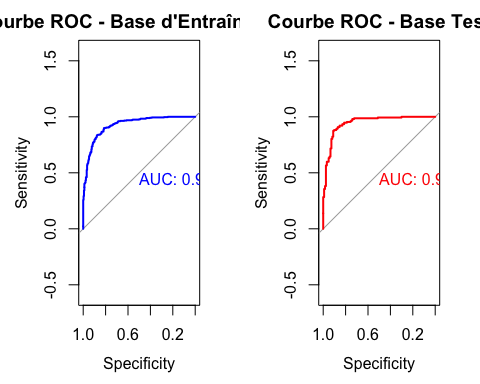 ourbe ROC - Base d'Entraîn
Courbe ROC - Base Tes
1.5
1.0
0.5
0.0
-0.5
Sensitivity
AUC: 0.9
1.0 0.6 0.2
Specificity
1.5
1.0
0.5
0.0
-0.5
Sensitivity
AUC: 0.9
1.0 0.6 0.2
Specificity